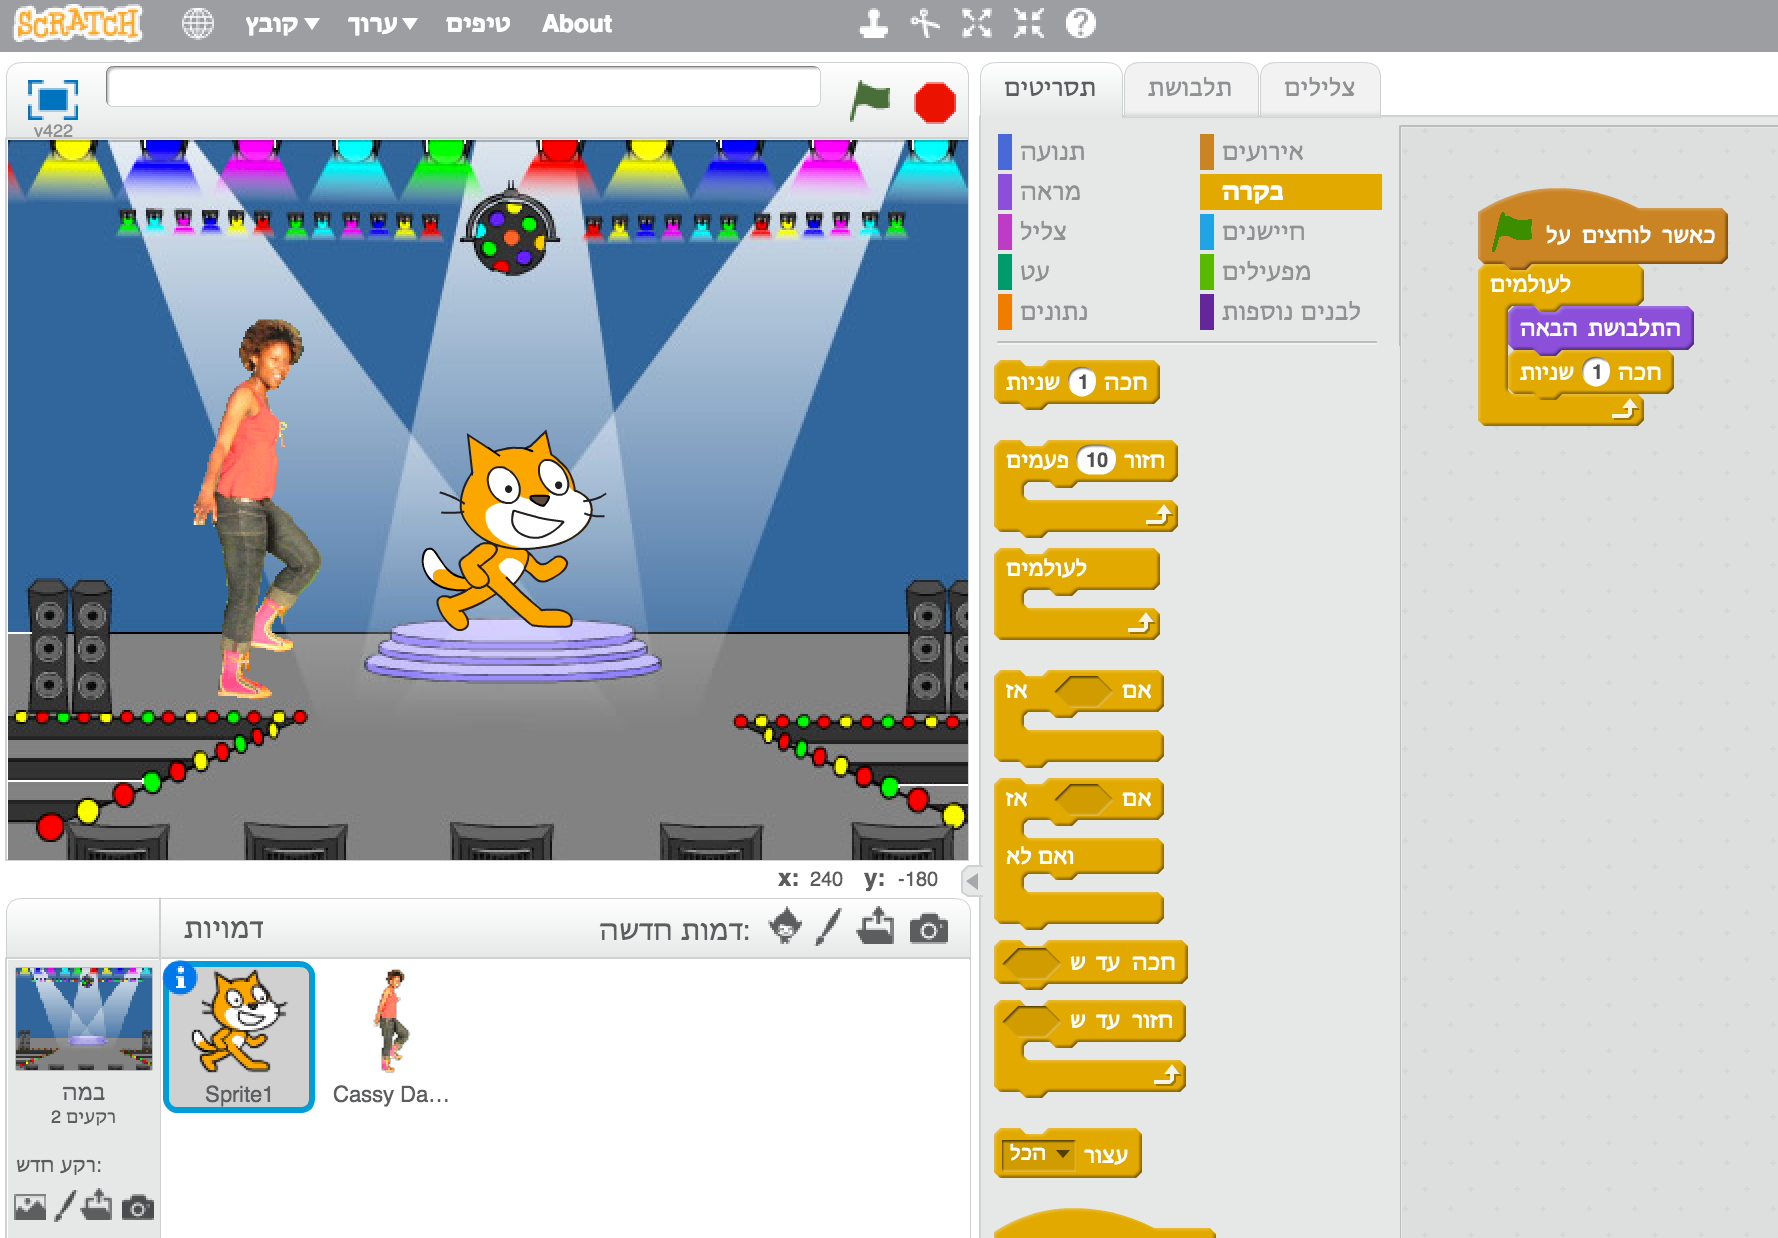 SCRATCH
קובץ
ערוך
טיפים
About
v422
תסריטים
תלבושת
צלילים
תנועה
מראה
צליל
עט
נתונים
אירועים
בקרה
חיישנים
מפעילים
לבנים נוספות
חכה 1 שניות
חזור 10 פעמים
לעולמים
אם אז
אם אז
ואם לא
חכה עד ש
חזור עד ש
עצור הכל
כאשר לוחצים על
לעולמים
התלבושת הבאה
חכה 1 שניות
x: 240 y: -180
דמויות
דמות חדשה:
במה
2 רקעים
רקע חדש:
Sprite1
Cassy Da...